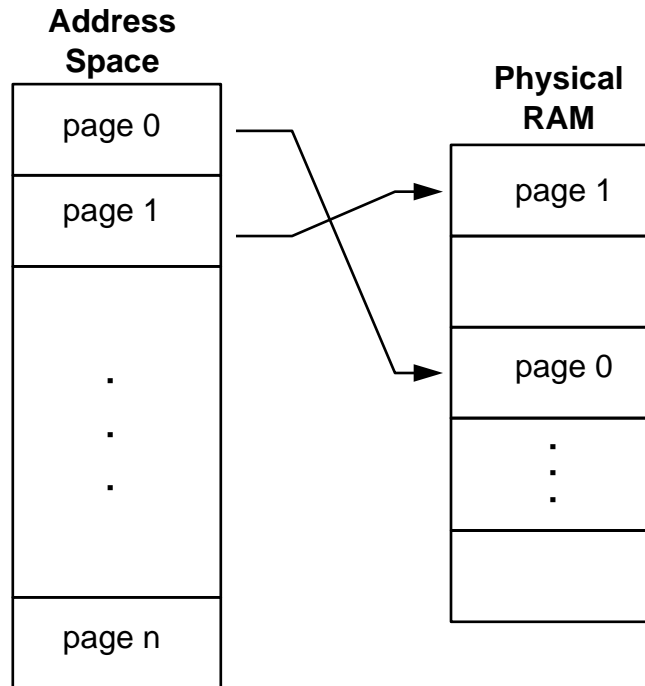 Address
Space
page 0
page 1
.
.
.
page n
Physical
RAM
page 1
page 0
.
.
.